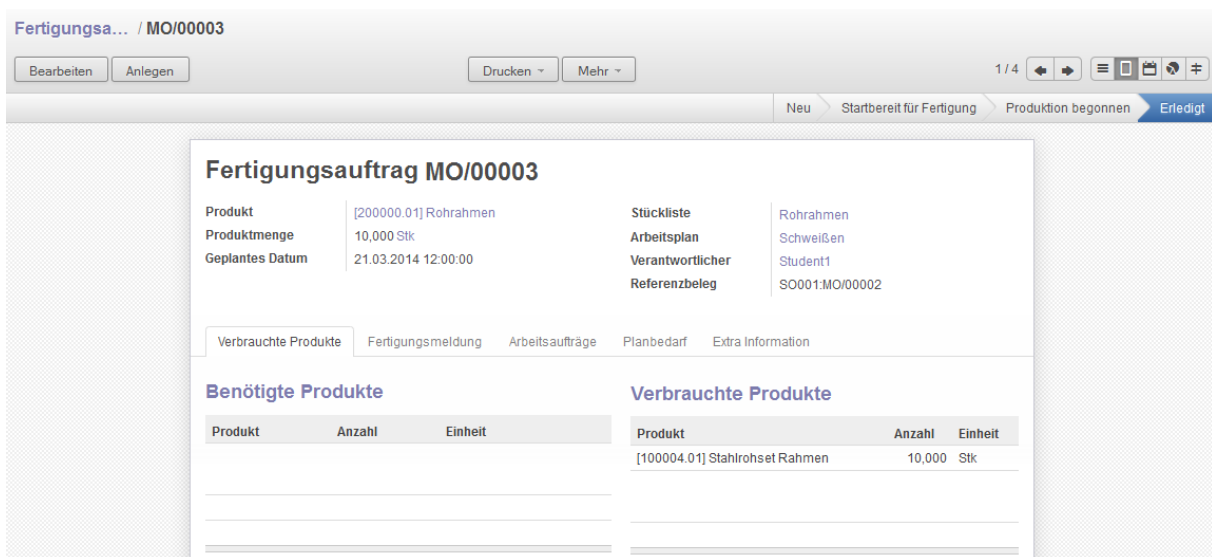 Fertigungsa... / MO/00003
Bearbeiten Anlegen Drucken Mehr 1 / 4
Neu Startbereit für Fertigung Produktion begonnen Erledigt
Fertigungsauftrag MO/00003
Produkt [200000.01] Rohrahmen Stückliste Rohrahmen
Produktmenge 10,000 Stk Arbeitsplan Schweißen
Geplantes Datum 21.03.2014 12:00:00 Verantwortlicher Student1
Referenzbeleg SO001:MO/00002
Verbrauchte Produkte Fertigungsmeldung Arbeitsaufträge Planbedarf Extra Information
Benötigte Produkte Verbrauchte Produkte
Produkt Anzahl Einheit Produkt Anzahl Einheit
[100004.01] Stahlrohset Rahmen 10,000 Stk